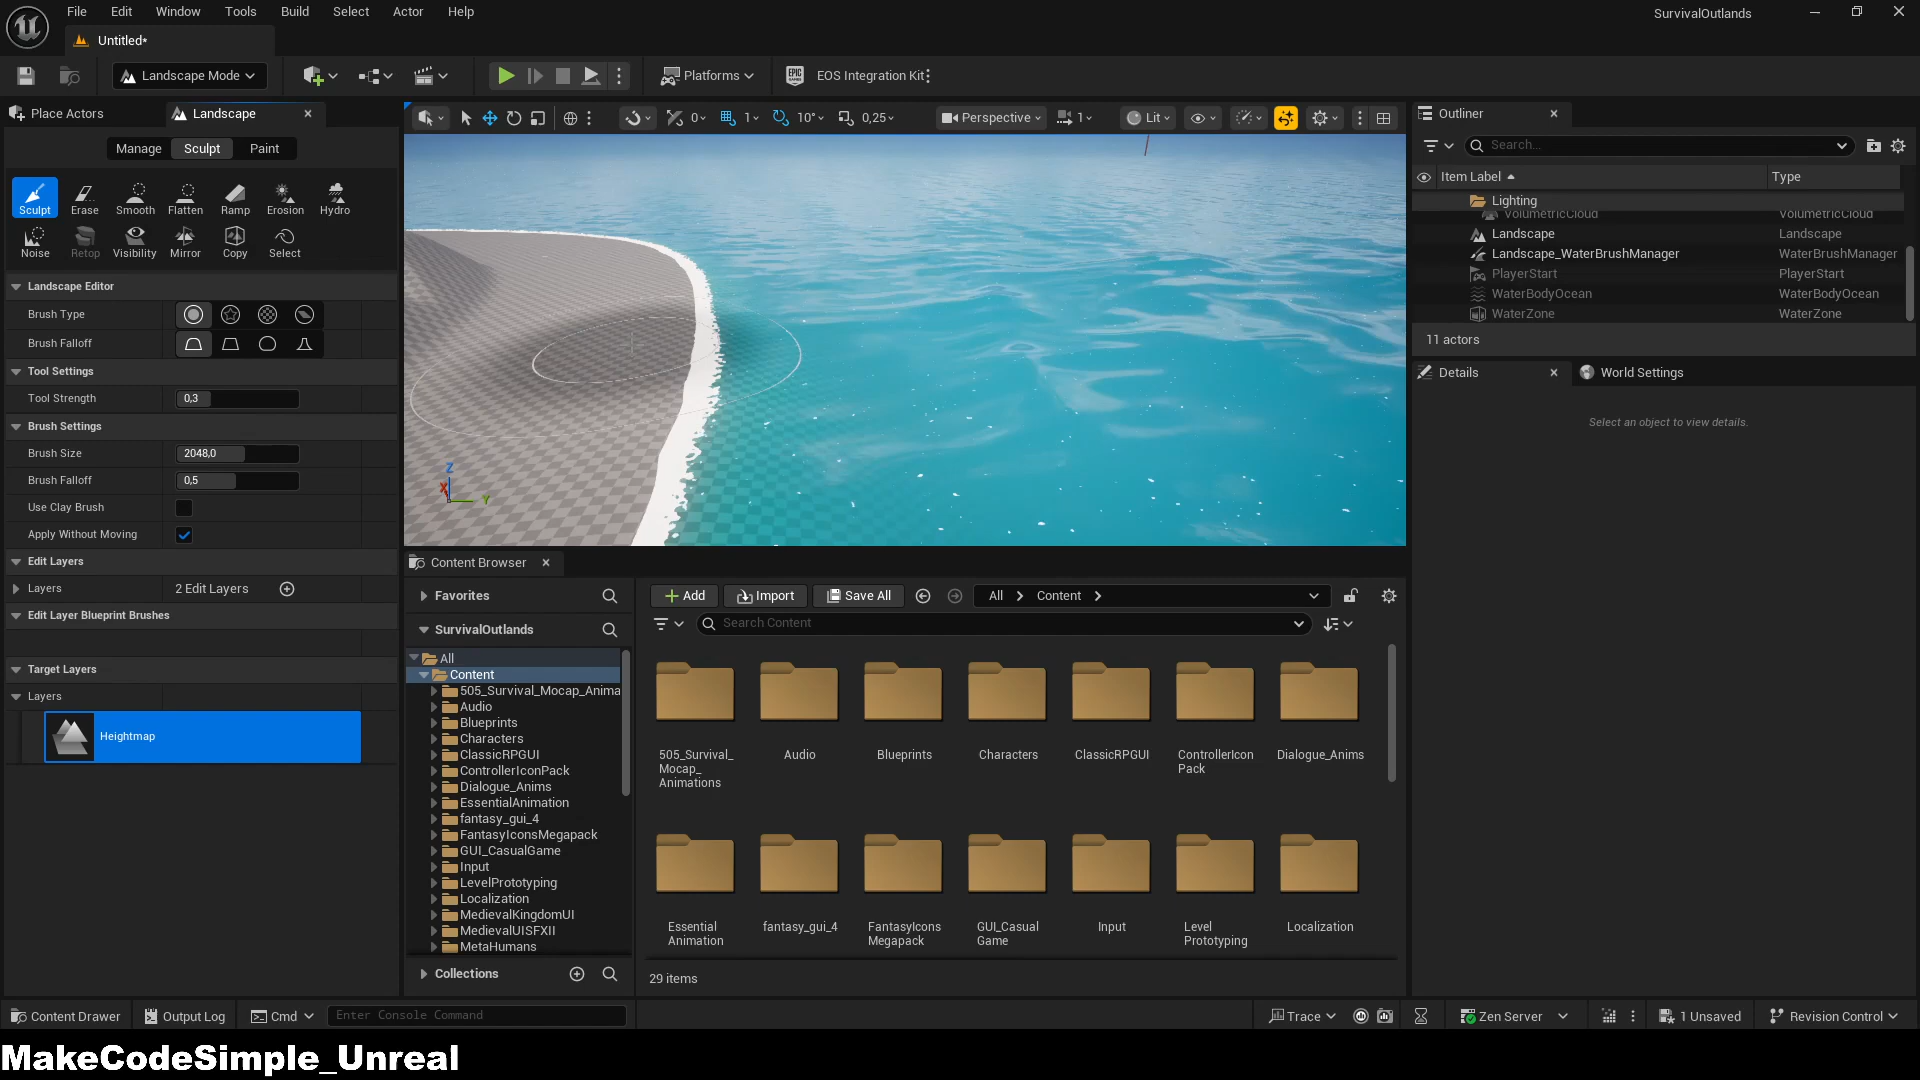 File Edit Window Tools Build Select Actor Help
SurvivalOutlands
Untitled*
Landscape Mode
Platforms
EOS Integration Kit
Place Actors
Landscape
Manage Sculpt Paint
Sculpt Erase Smooth Flatten Ramp Erosion Hydro
Noise Retop Visibility Mirror Copy Select
Landscape Editor
Brush Type
Brush Falloff
Tool Settings
Tool Strength 0,3
Brush Settings
Brush Size 2048,0
Brush Falloff 0,5
Use Clay Brush
Apply Without Moving
Edit Layers
Layers 2 Edit Layers
Edit Layer Blueprint Brushes
Target Layers
Layers
Heightmap
0 1 10° 0,25
Perspective 1 Lit
Z
X Y
Content Browser
Favorites
SurvivalOutlands
All
Content
505_Survival_Mocap_Anima
Audio
Blueprints
Characters
ClassicRPGUI
ControllerIconPack
Dialogue_Anims
EssentialAnimation
fantasy_gui_4
FantasyIconsMegapack
GUI_CasualGame
Input
LevelPrototyping
Localization
MedievalKingdomUI
MedievalUISFXII
MetaHumans
Collections
Add Import Save All All Content
Search Content
505_Survival_
Mocap_
Animations
Audio
Blueprints
Characters
ClassicRPGUI
ControllerIcon
Pack
Dialogue_Anims
Essential
Animation
fantasy_gui_4
FantasyIcons
Megapack
GUI_Casual
Game
Input
Level
Prototyping
Localization
29 items
Outliner
Search...
Item Label Type
Lighting
VolumetricCloud VolumetricCloud
Landscape Landscape
Landscape_WaterBrushManager WaterBrushManager
PlayerStart PlayerStart
WaterBodyOcean WaterBodyOcean
WaterZone WaterZone
11 actors
Details
World Settings
Select an object to view details.
Content Drawer Output Log Cmd Enter Console Command
Trace Zen Server 1 Unsaved Revision Control
MakeCodeSimple_Unreal